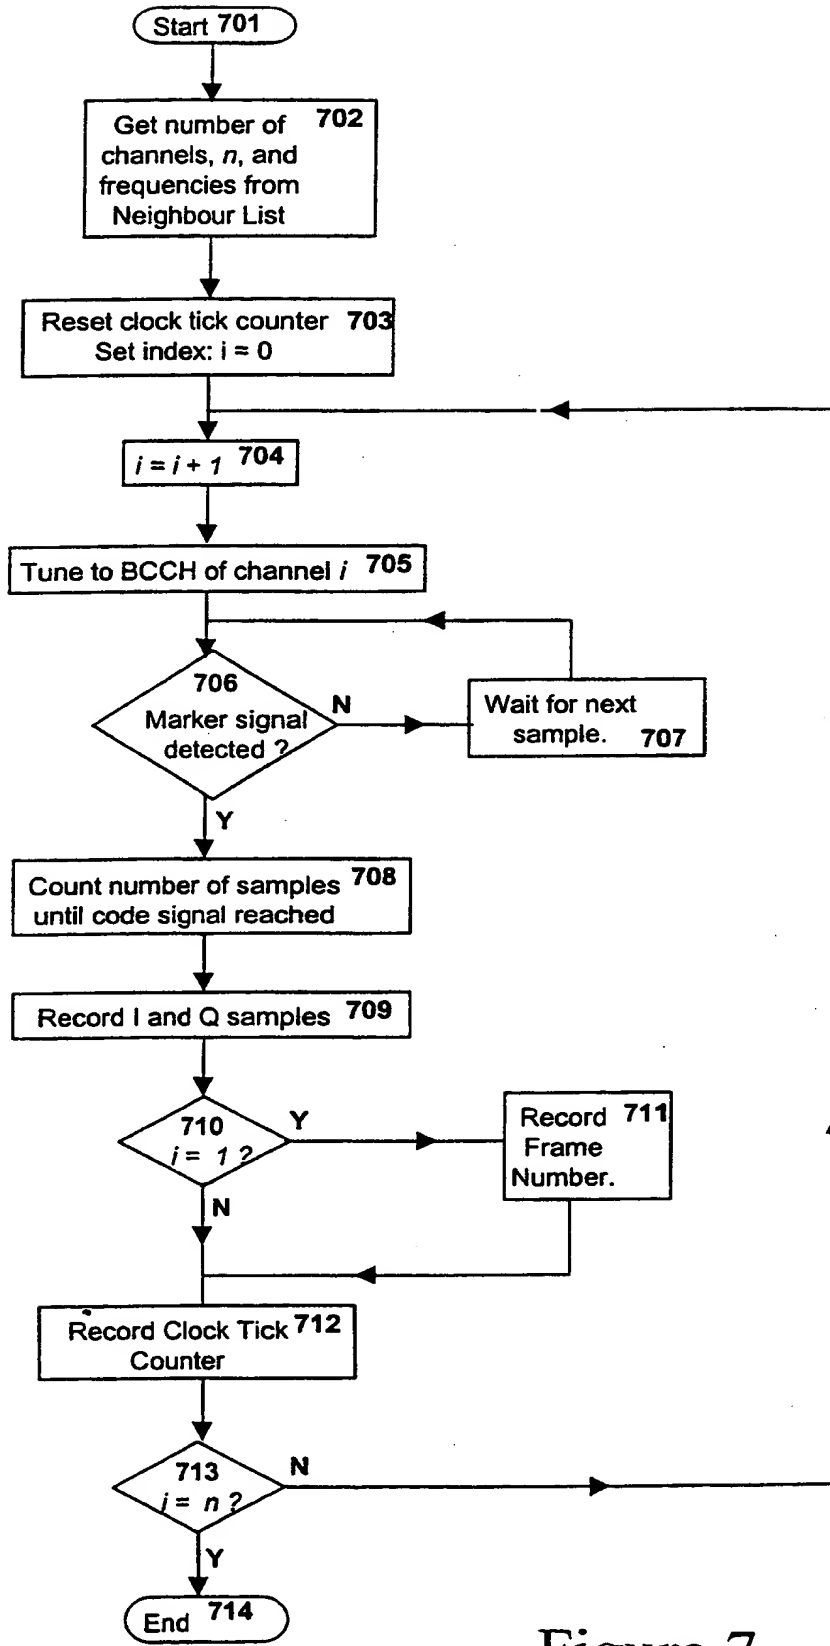 Start 701
Get number of 702
channels, n, and
frequencies from
Neighbour List
Reset clock tick counter 703
Set index: i = 0
i = i + 1 704
Tune to BCCH of channel i 705
706
Marker signal
detected ?
N
Wait for next
sample. 707
Y
Count number of samples 708
until code signal reached
Record I and Q samples 709
710
i = 1 ?
Y
Record 711
Frame
Number.
N
Record Clock Tick 712
Counter
713
i = n ?
N
Y
End 714
Figure 7